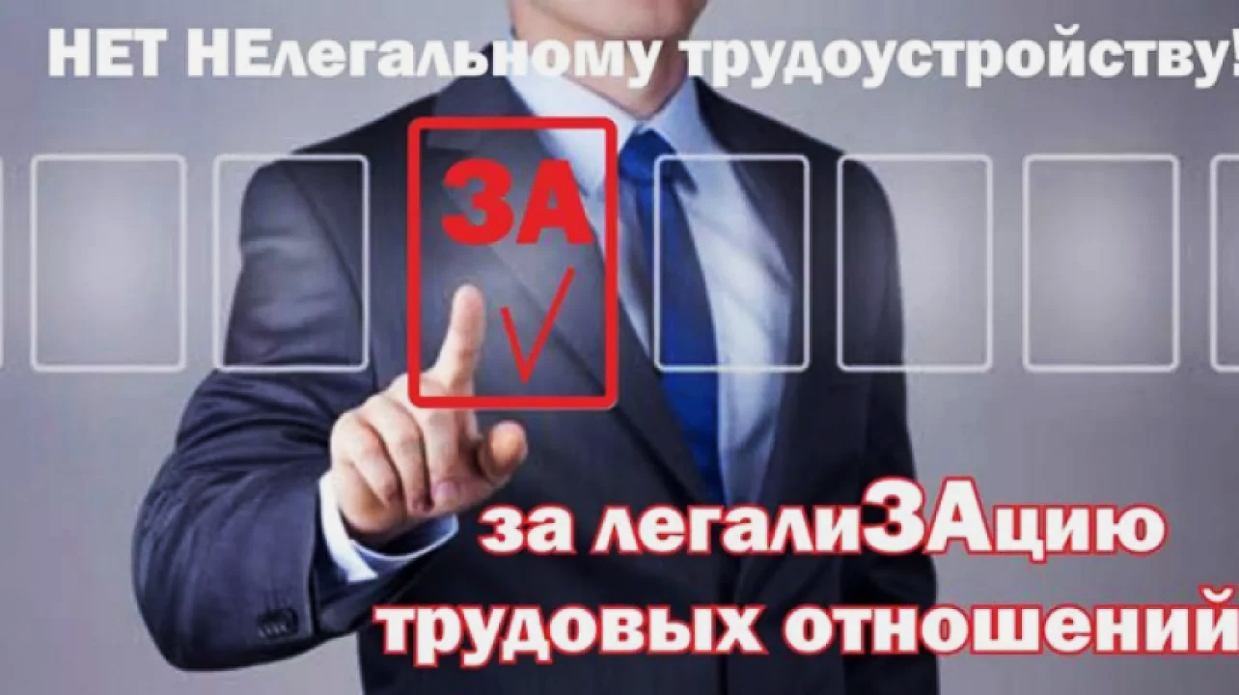 НЕТ НЕлегальному трудоустройству!
ЗА
за легалиЗАцию
трудовых отношений